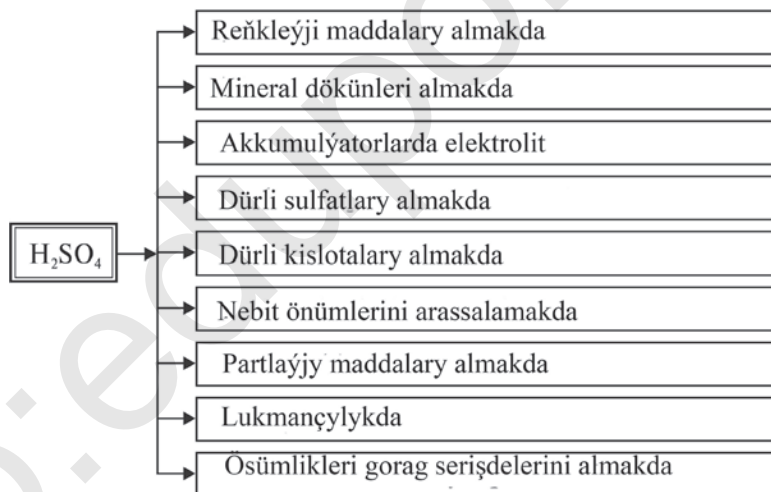 Reňkleýji maddalary almakda
Mineral dökünleri almakda
Akkumulýatorlarda elektrolit
Dürli sulfatlary almakda
H₂SO₄
Dürli kislotalary almakda
Nebit önümlerini arassalamakda
Partlaýjy maddalary almakda
Lukmançylykda
Ösümlikleri gorag serişdelerini almakda